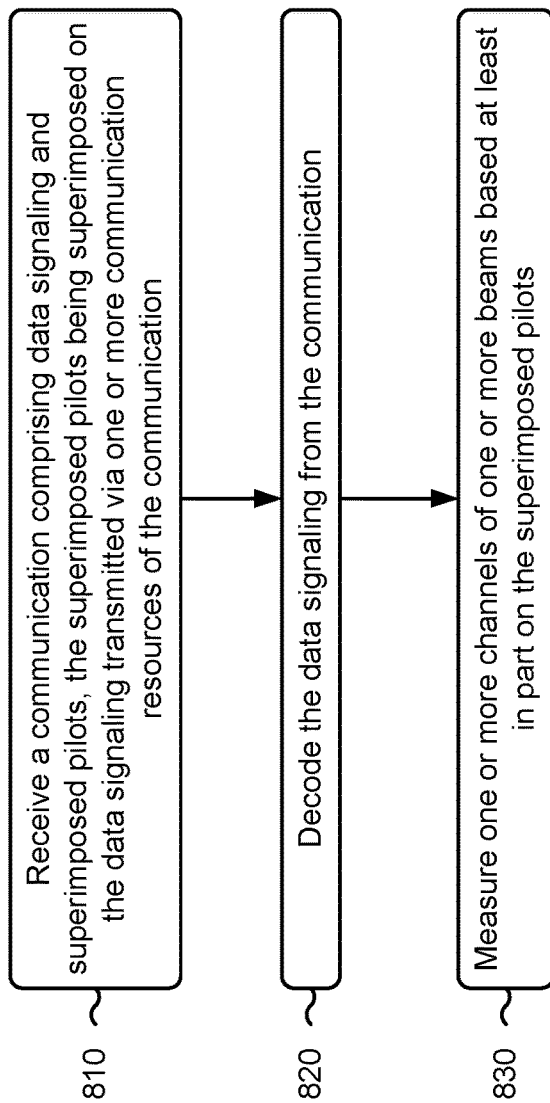 810
Receive a communication comprising data signaling and
superimposed pilots, the superimposed pilots being superimposed on
the data signaling transmitted via one or more communication
resources of the communication
820
Decode the data signaling from the communication
830
Measure one or more channels of one or more beams based at least
in part on the superimposed pilots